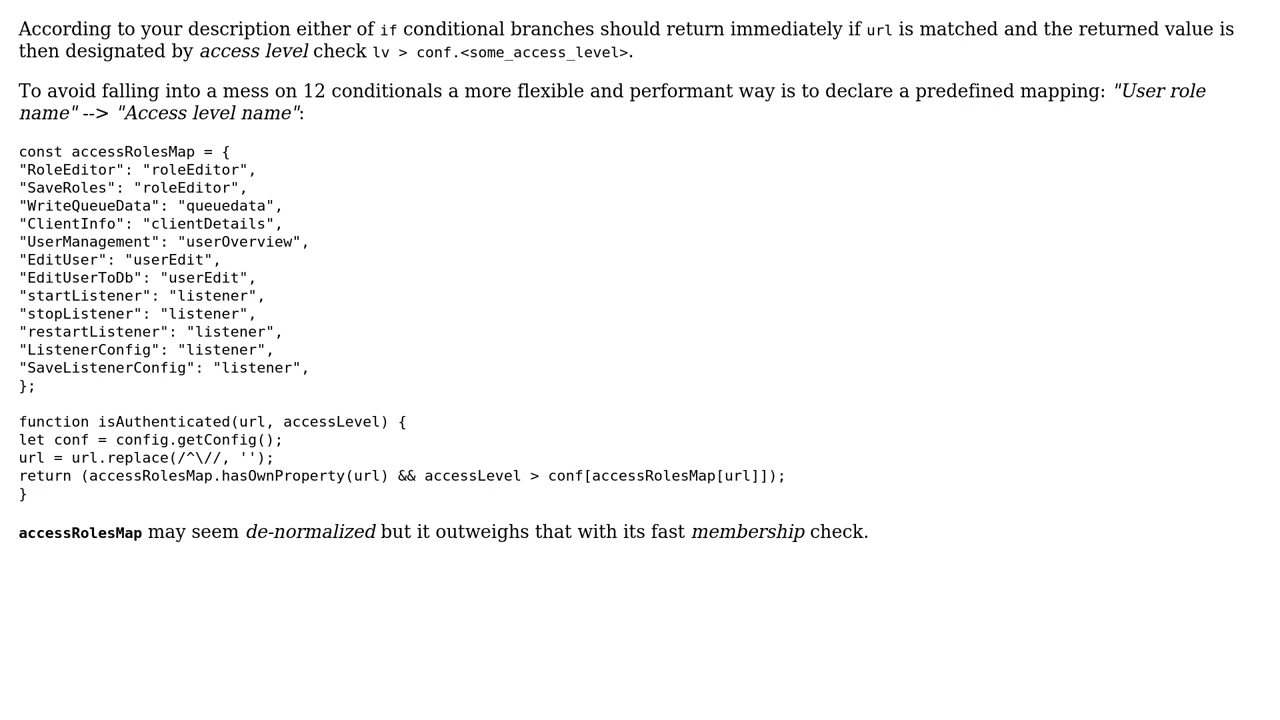 According to your description either of if conditional branches should return immediately if url is matched and the returned value is
then designated by access level check lv > conf.<some_access_level>.
To avoid falling into a mess on 12 conditionals a more flexible and performant way is to declare a predefined mapping: "User role
name" --> "Access level name":
const accessRolesMap = {
"RoleEditor": "roleEditor",
"SaveRoles": "roleEditor",
"WriteQueueData": "queuedata",
"ClientInfo": "clientDetails",
"UserManagement": "userOverview",
"EditUser": "userEdit",
"EditUserToDb": "userEdit",
"startListener": "listener",
"stopListener": "listener",
"restartListener": "listener",
"ListenerConfig": "listener",
"SaveListenerConfig": "listener",
};
function isAuthenticated(url, accessLevel) {
let conf = config.getConfig();
url = url.replace(/^\//, '');
return (accessRolesMap.hasOwnProperty(url) && accessLevel > conf[accessRolesMap[url]]);
}
accessRolesMap may seem de-normalized but it outweighs that with its fast membership check.